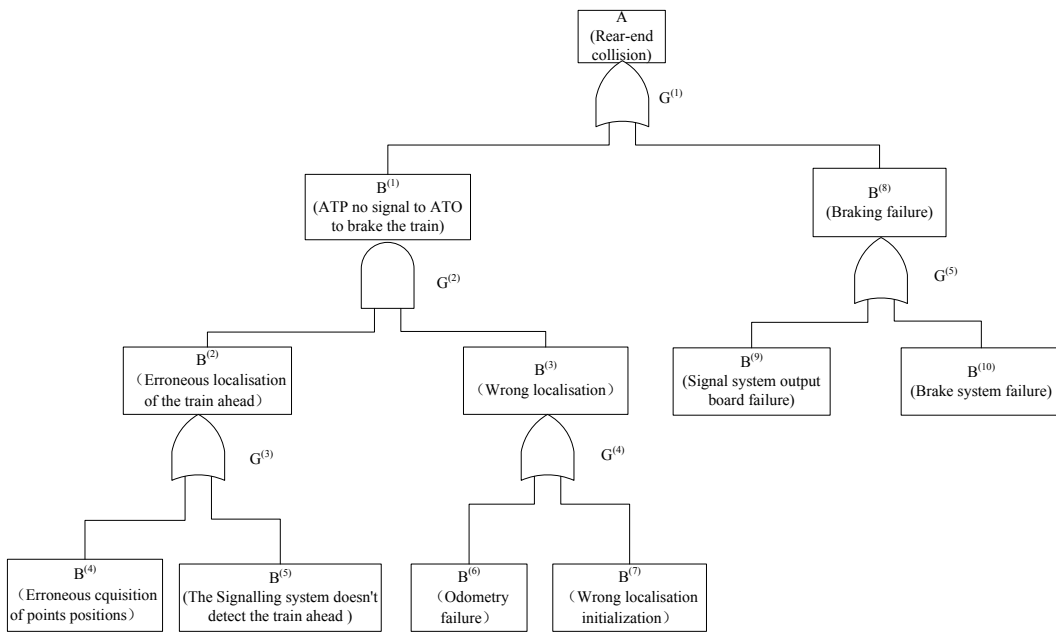 A
(Rear-end
collision)
G(1)
B(1)
(ATP no signal to ATO
to brake the train)
B(8)
(Braking failure)
G(2)
G(5)
B(2)
（Erroneous localisation
of the train ahead）
B(3)
（Wrong localisation）
B(9)
(Signal system output
board failure)
B(10)
(Brake system failure)
G(3)
G(4)
B(4)
（Erroneous cquisition
of points positions）
B(5)
(The Signalling system doesn't
detect the train ahead )
B(6)
（Odometry
failure）
B(7)
（Wrong localisation
initialization）